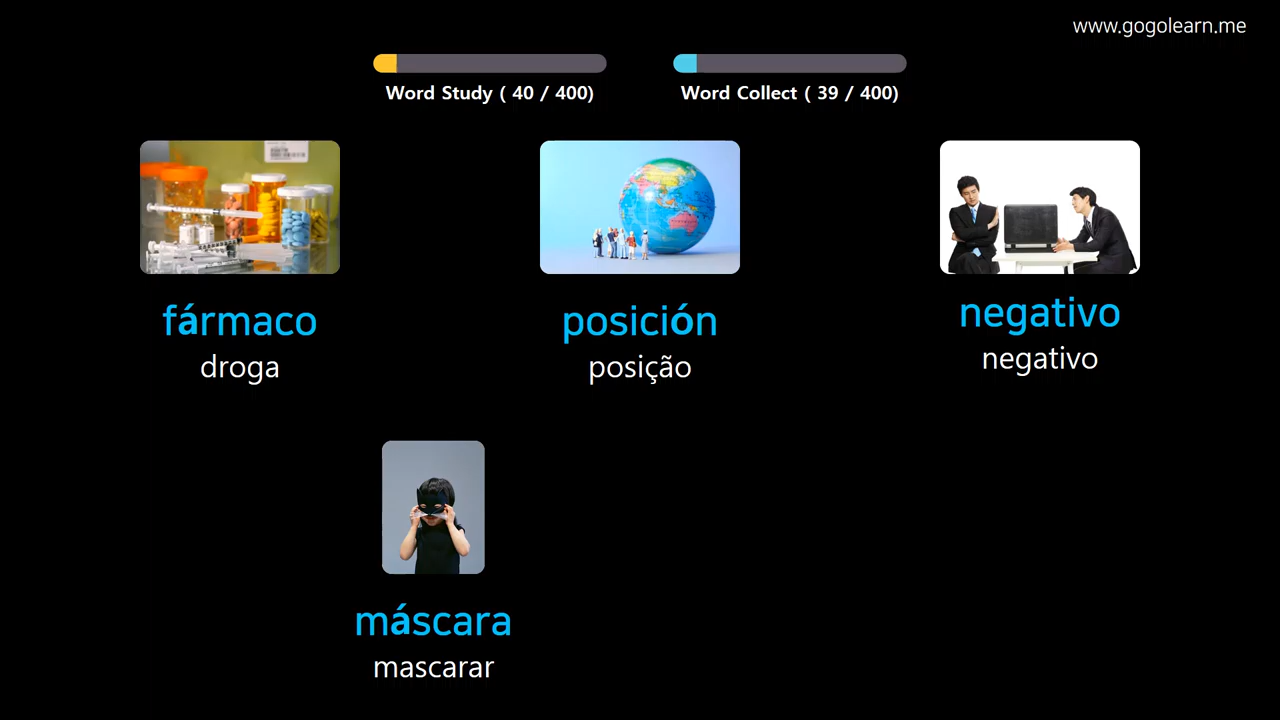 www.gogolearn.me
Word Study ( 40 / 400)
Word Collect ( 39 / 400)
fármaco
droga
posición
posição
negativo
negativo
máscara
mascarar